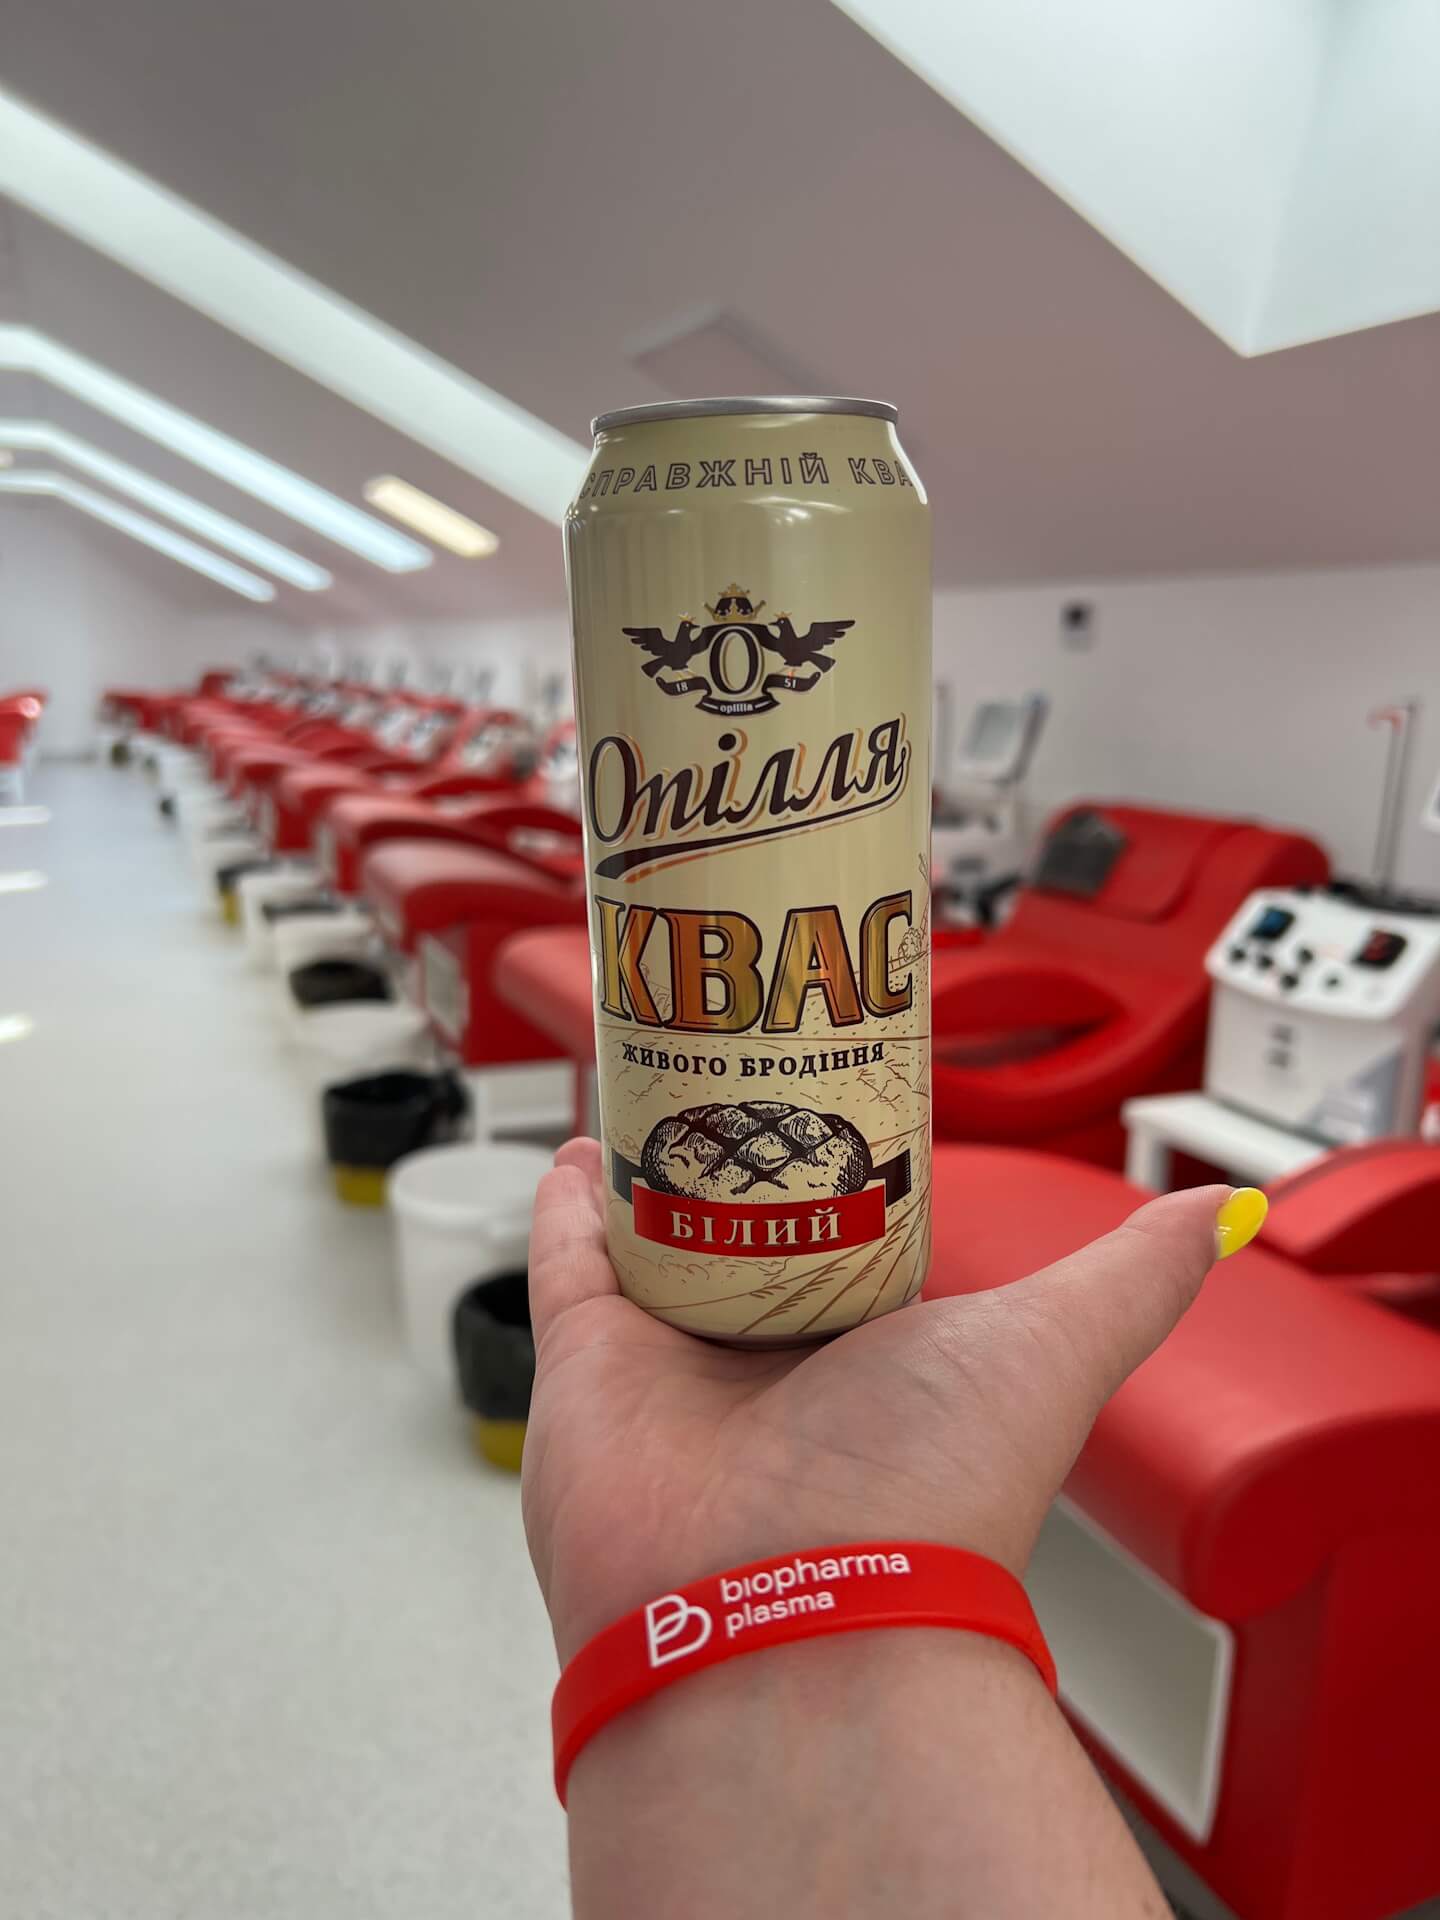 СПРАВЖНІЙ КВА
О
18 51
opillia
Опілля
КВАС
ЖИВОГО БРОДІННЯ
БІЛИЙ
biopharma
plasma